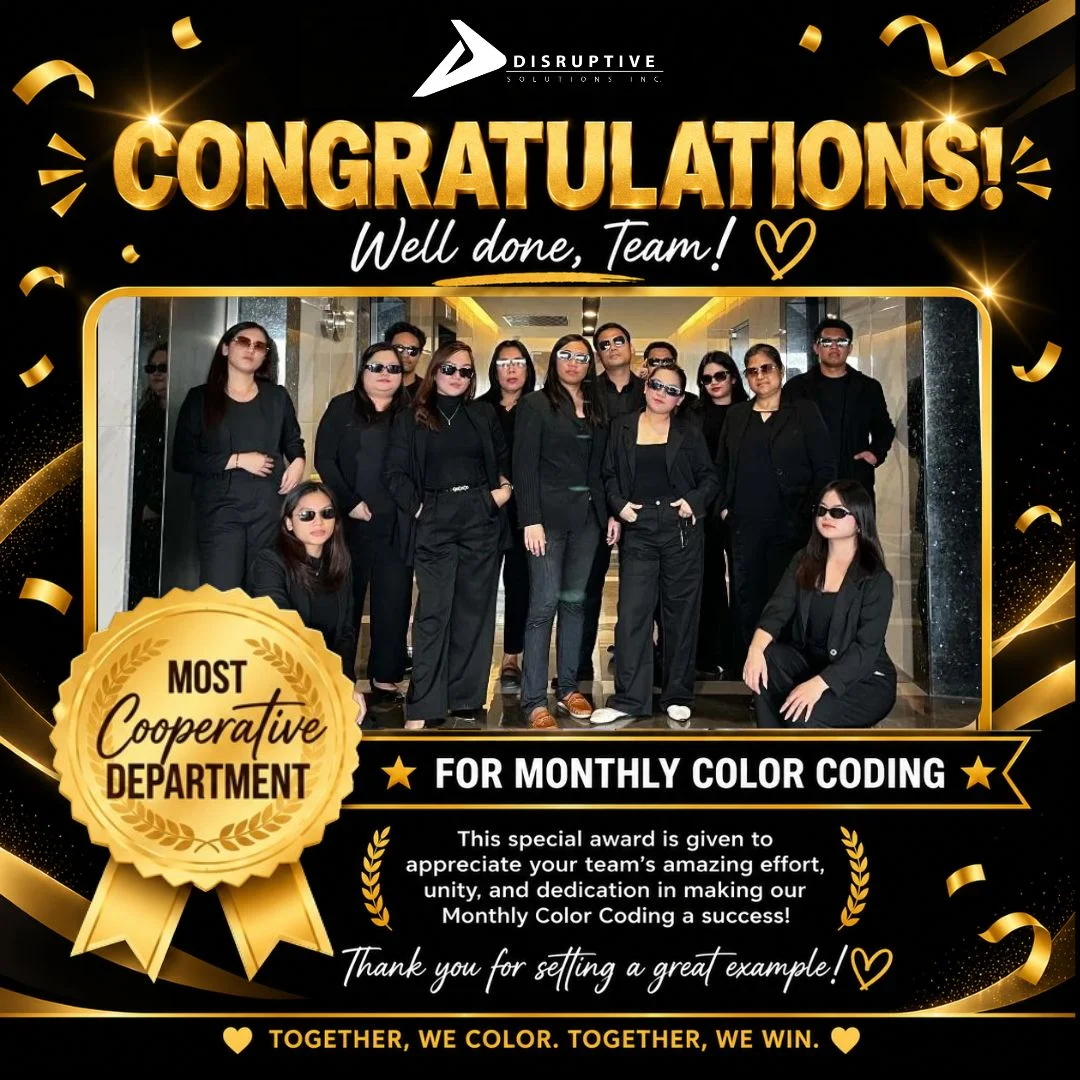 DISRUPTIVE
SOLUTIONS INC.
CONGRATULATIONS!
Well done, Team!
MOST
Cooperative
DEPARTMENT
FOR MONTHLY COLOR CODING
This special award is given to
appreciate your team's amazing effort,
unity, and dedication in making our
Monthly Color Coding a success!
Thank you for setting a great example!
TOGETHER, WE COLOR. TOGETHER, WE WIN.